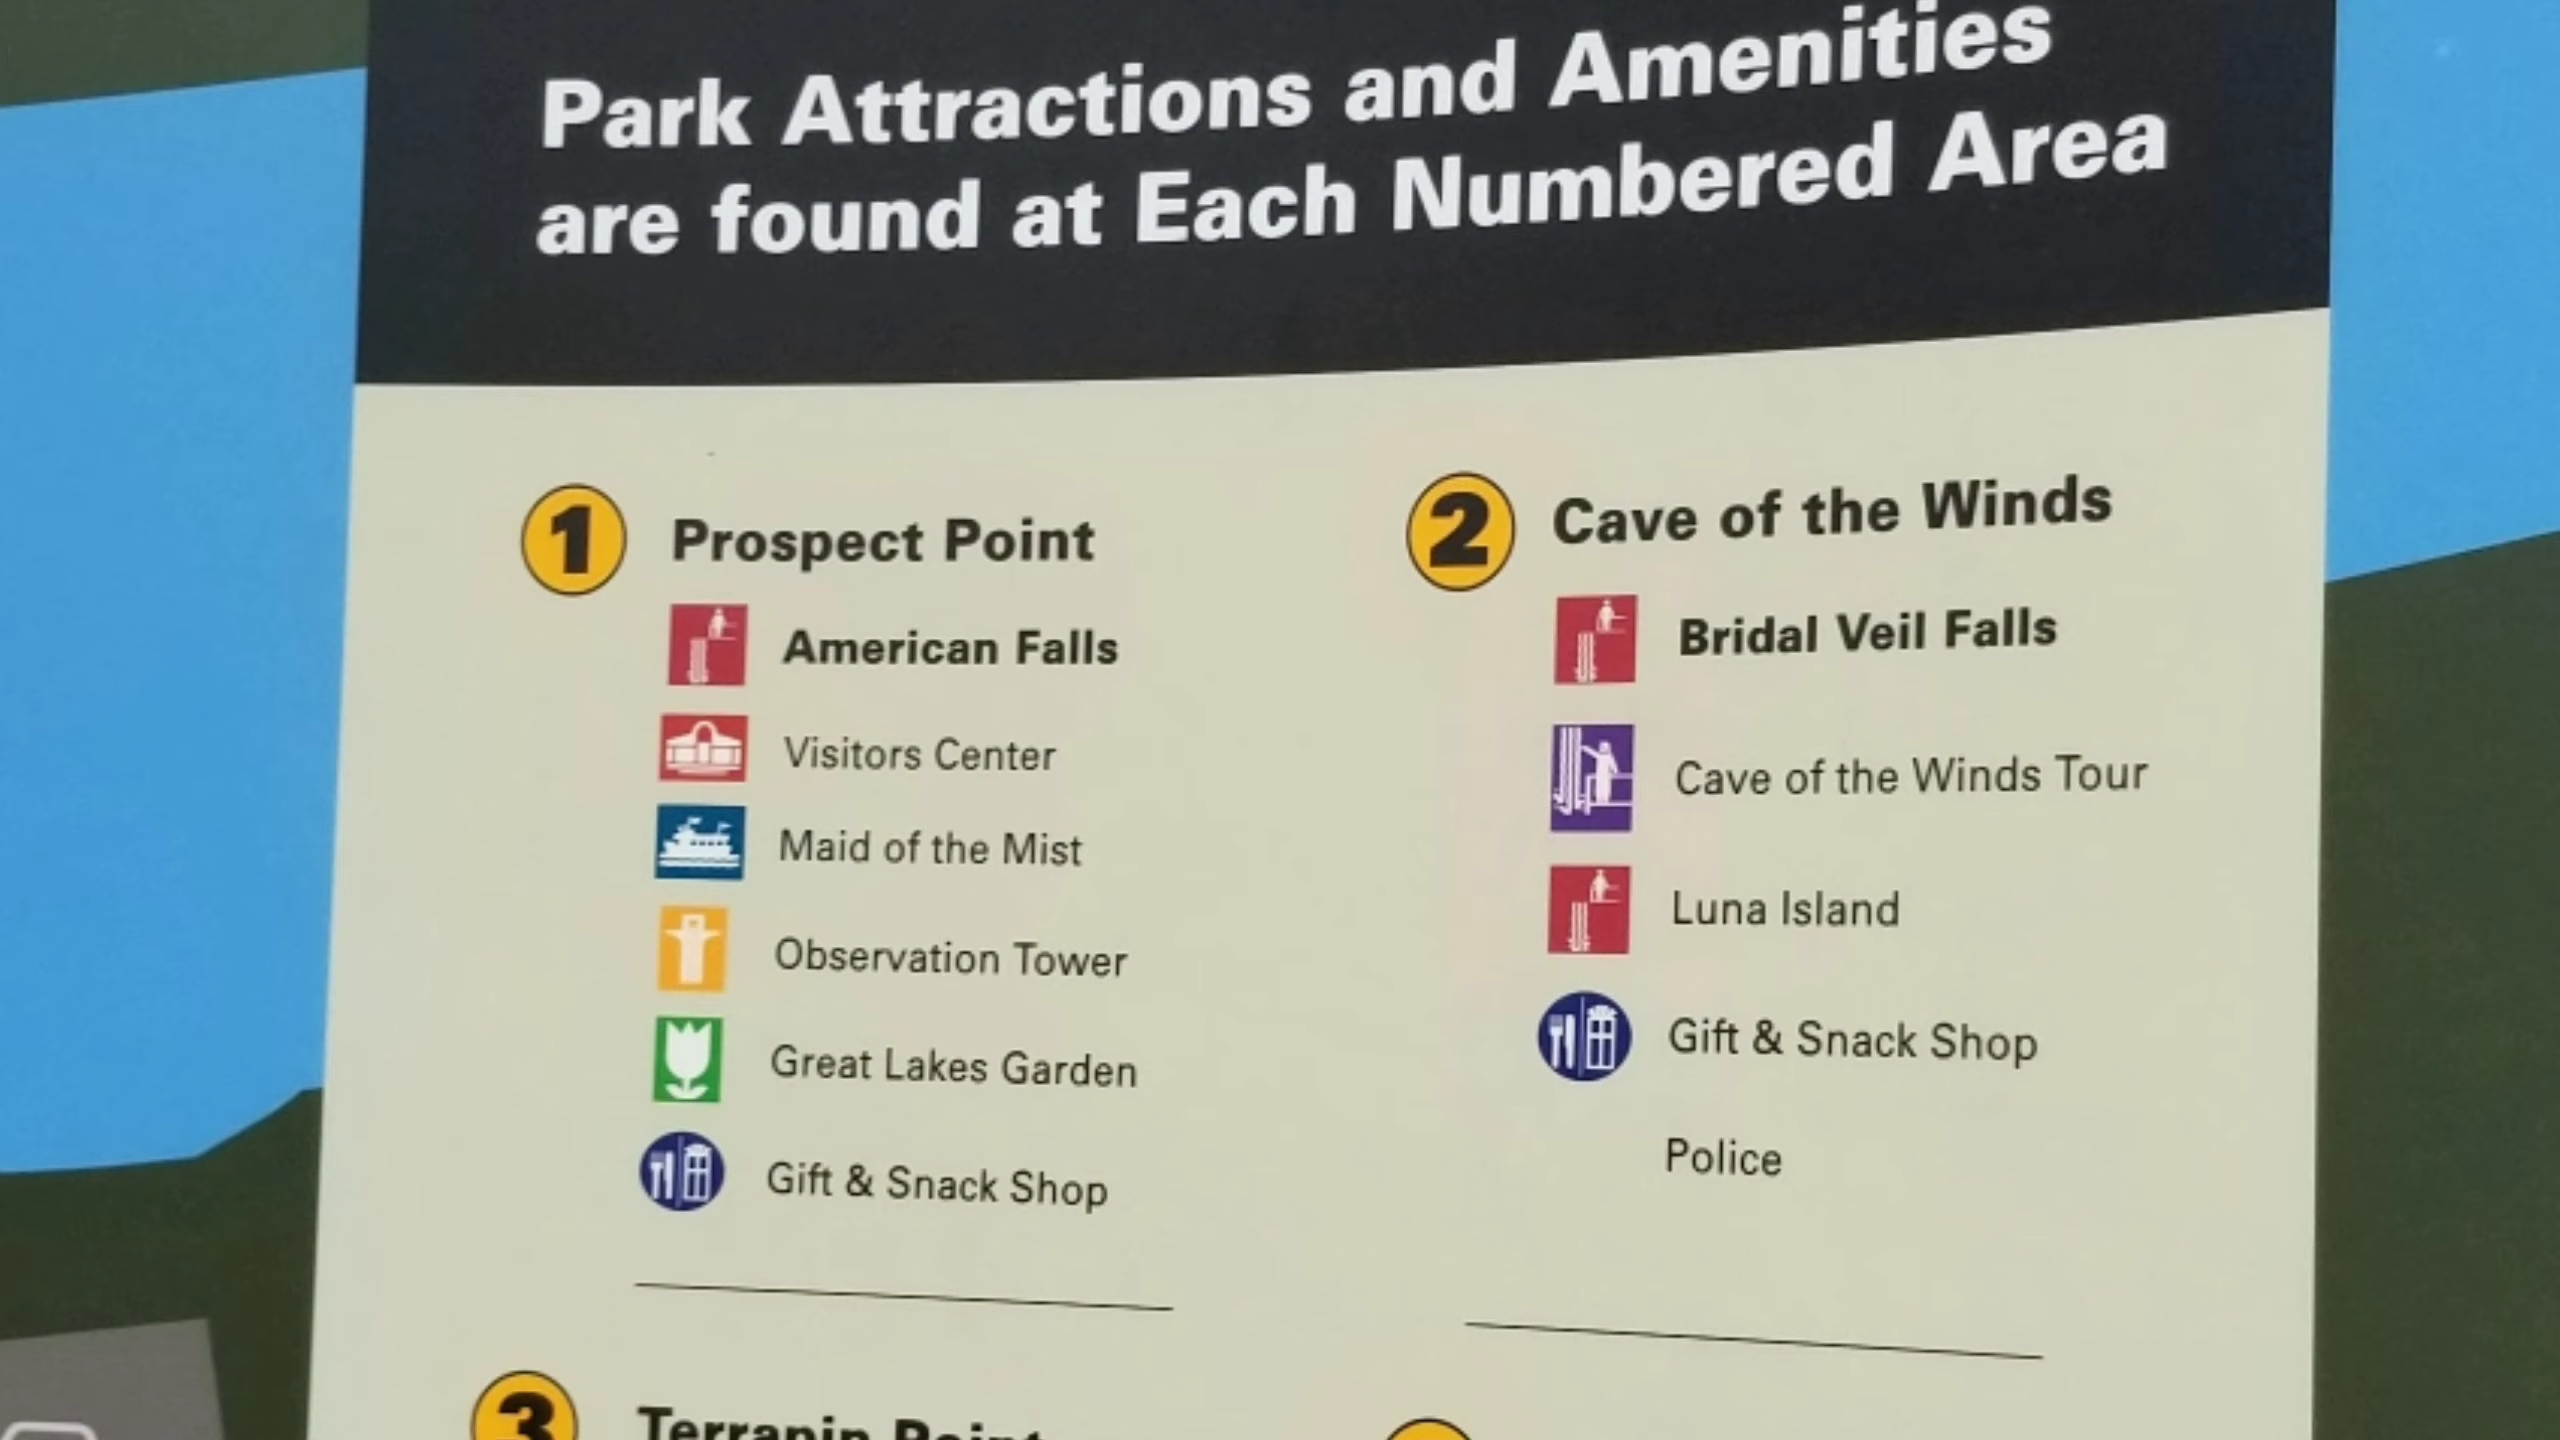 Park Attractions and Amenities
are found at Each Numbered Area
1 Prospect Point
American Falls
Visitors Center
Maid of the Mist
Observation Tower
Great Lakes Garden
Gift & Snack Shop
2 Cave of the Winds
Bridal Veil Falls
Cave of the Winds Tour
Luna Island
Gift & Snack Shop
Police
3 Terrapin Point